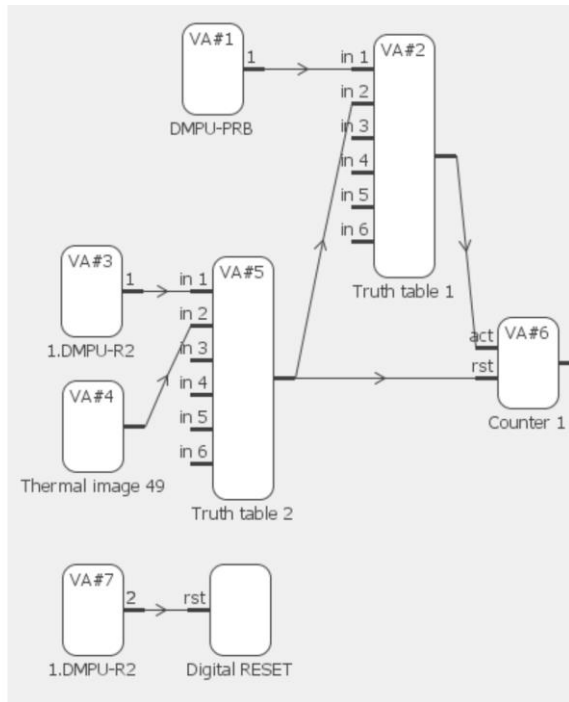 VA#1
1
DMPU-PRB
VA#2
in 1
in 2
in 3
in 4
in 5
in 6
Truth table 1
VA#3
1
1.DMPU-R2
VA#4
Thermal image 49
VA#5
in 1
in 2
in 3
in 4
in 5
in 6
Truth table 2
VA#6
act
rst
Counter 1
VA#7
2
1.DMPU-R2
rst
Digital RESET